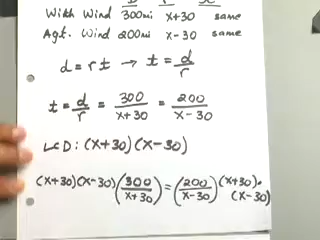 With Wind 300mi x+30 same
Agt. Wind 200mi x-30 same
d = r t → t = d/r
t = d/r = 300/(x+30) = 200/(x-30)
LCD: (x+30)(x-30)
(x+30)(x-30)(300/(x+30)) = (200/(x-30))(x+30)·(x-30)